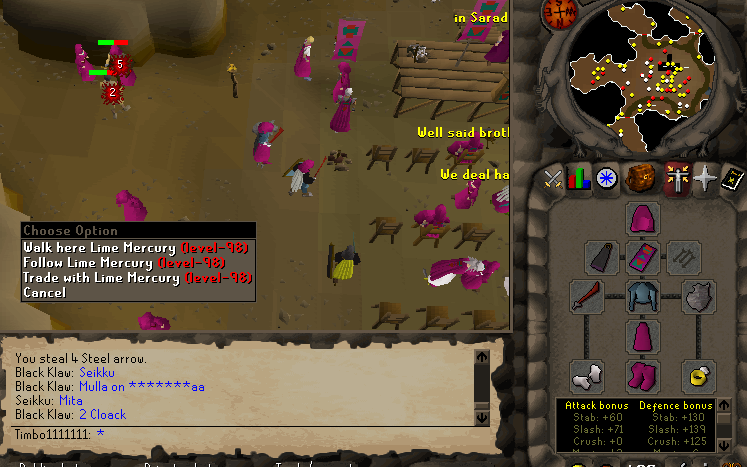 in Sarad
Well said brotl
We deal ha
5
2
Choose Option
Walk here Lime Mercury (level-98)
Follow Lime Mercury (level-98)
Trade with Lime Mercury (level-98)
Cancel
You steal 4 Steel arrow.
Black Klaw: Seikku
Black Klaw: Mulla on *******aa
Seikku: Mita
Black Klaw: 2 Cloack
Timbo1111111: *
Attack bonus
Stab: +60
Slash: +71
Crush: +0
Defence bonus
Stab: +130
Slash: +139
Crush: +125